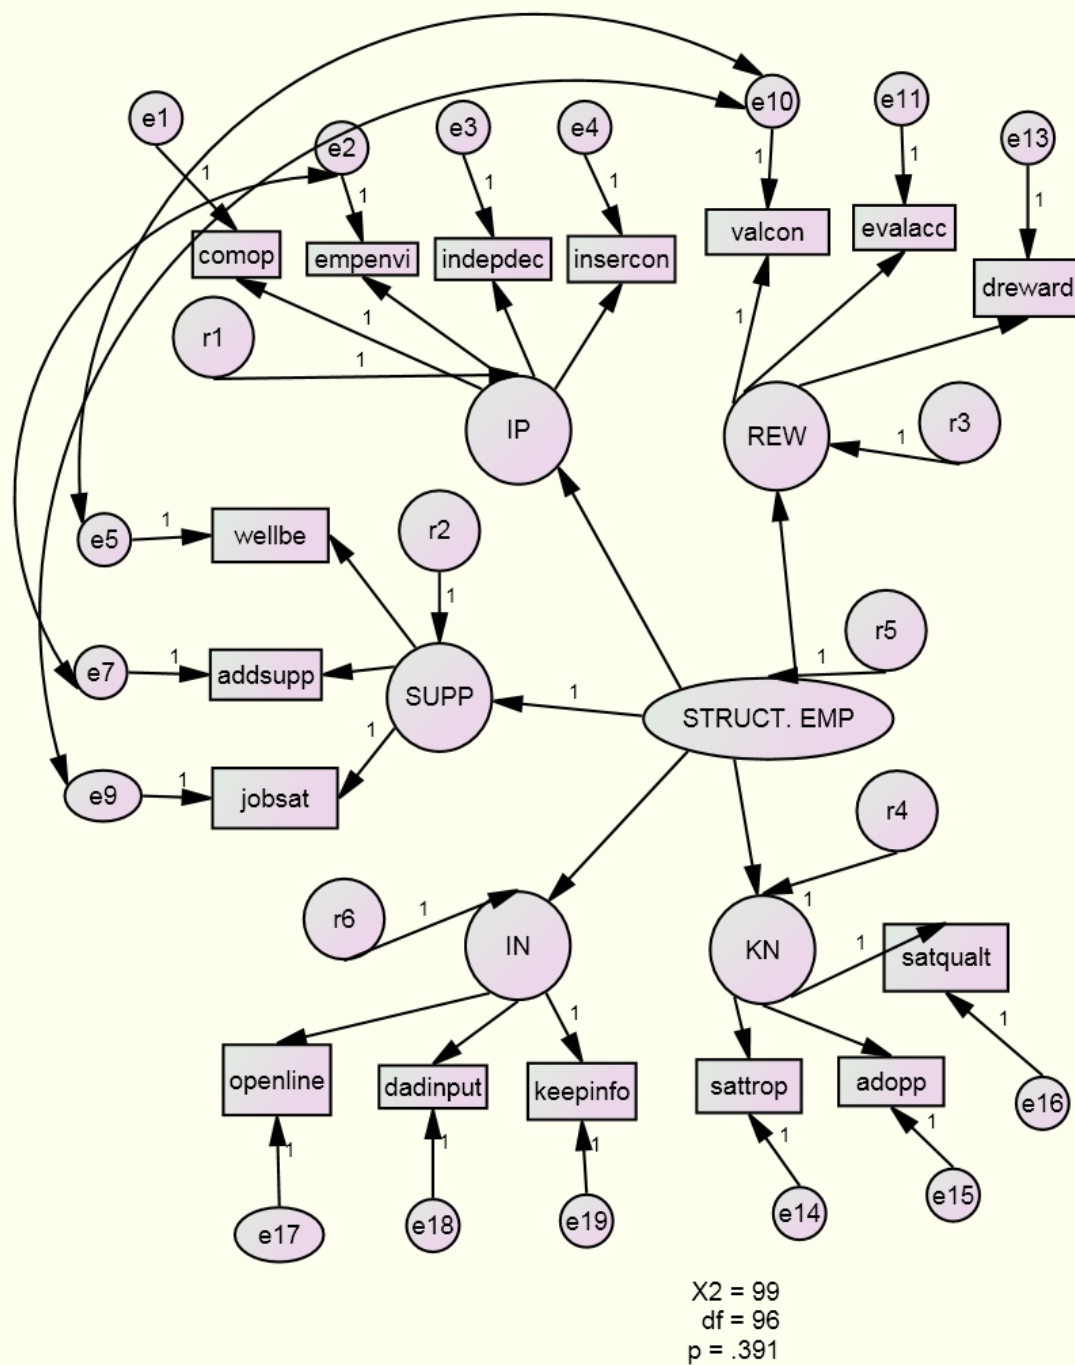 e10
e11
e1
e3
e4
e13
e2
1
1
1
1
1
1
1
valcon
evalacc
comop
empenvi
indepdec
insercon
dreward
r1
1
1
1
IP
REW
1
r3
e5
1
wellbe
r2
1
r5
1
e7
1
addsupp
SUPP
1
STRUCT. EMP
1
e9
1
jobsat
r4
r6
1
IN
KN
1
1
satqualt
1
1
openline
dadinput
keepinfo
sattrop
adopp
e16
1
1
1
1
1
e17
e18
e19
e14
e15
X2 = 99
df = 96
p = .391